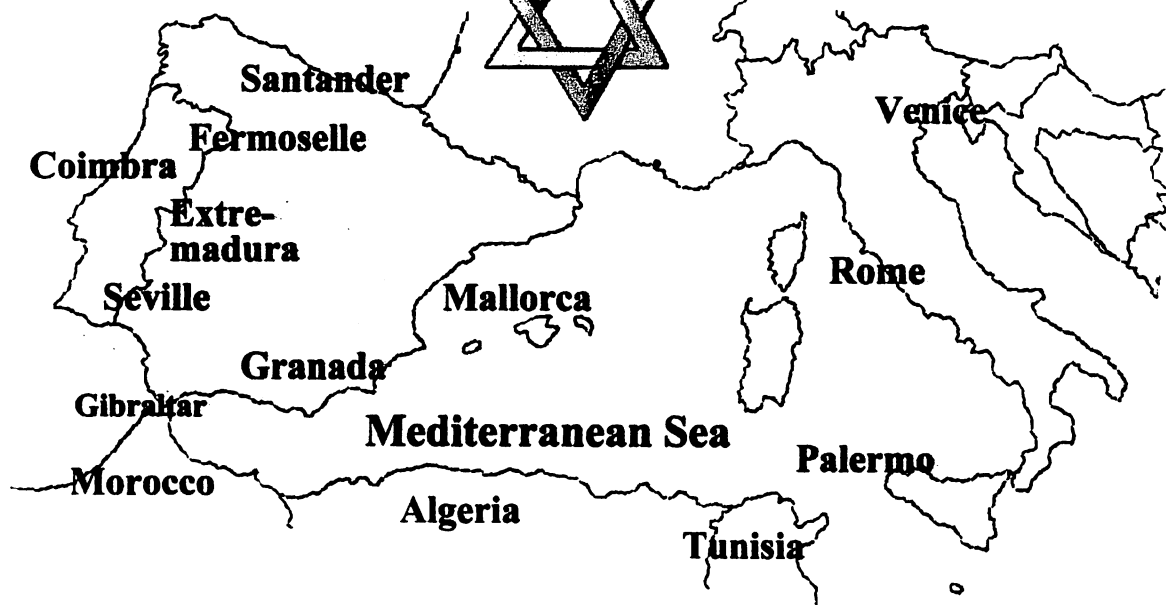 Santander
Venice
Fermoselle
Coimbra
Extre-
madura
Rome
Seville
Mallorca
Granada
Gibraltar
Mediterranean Sea
Palermo
Morocco
Algeria
Tunisia